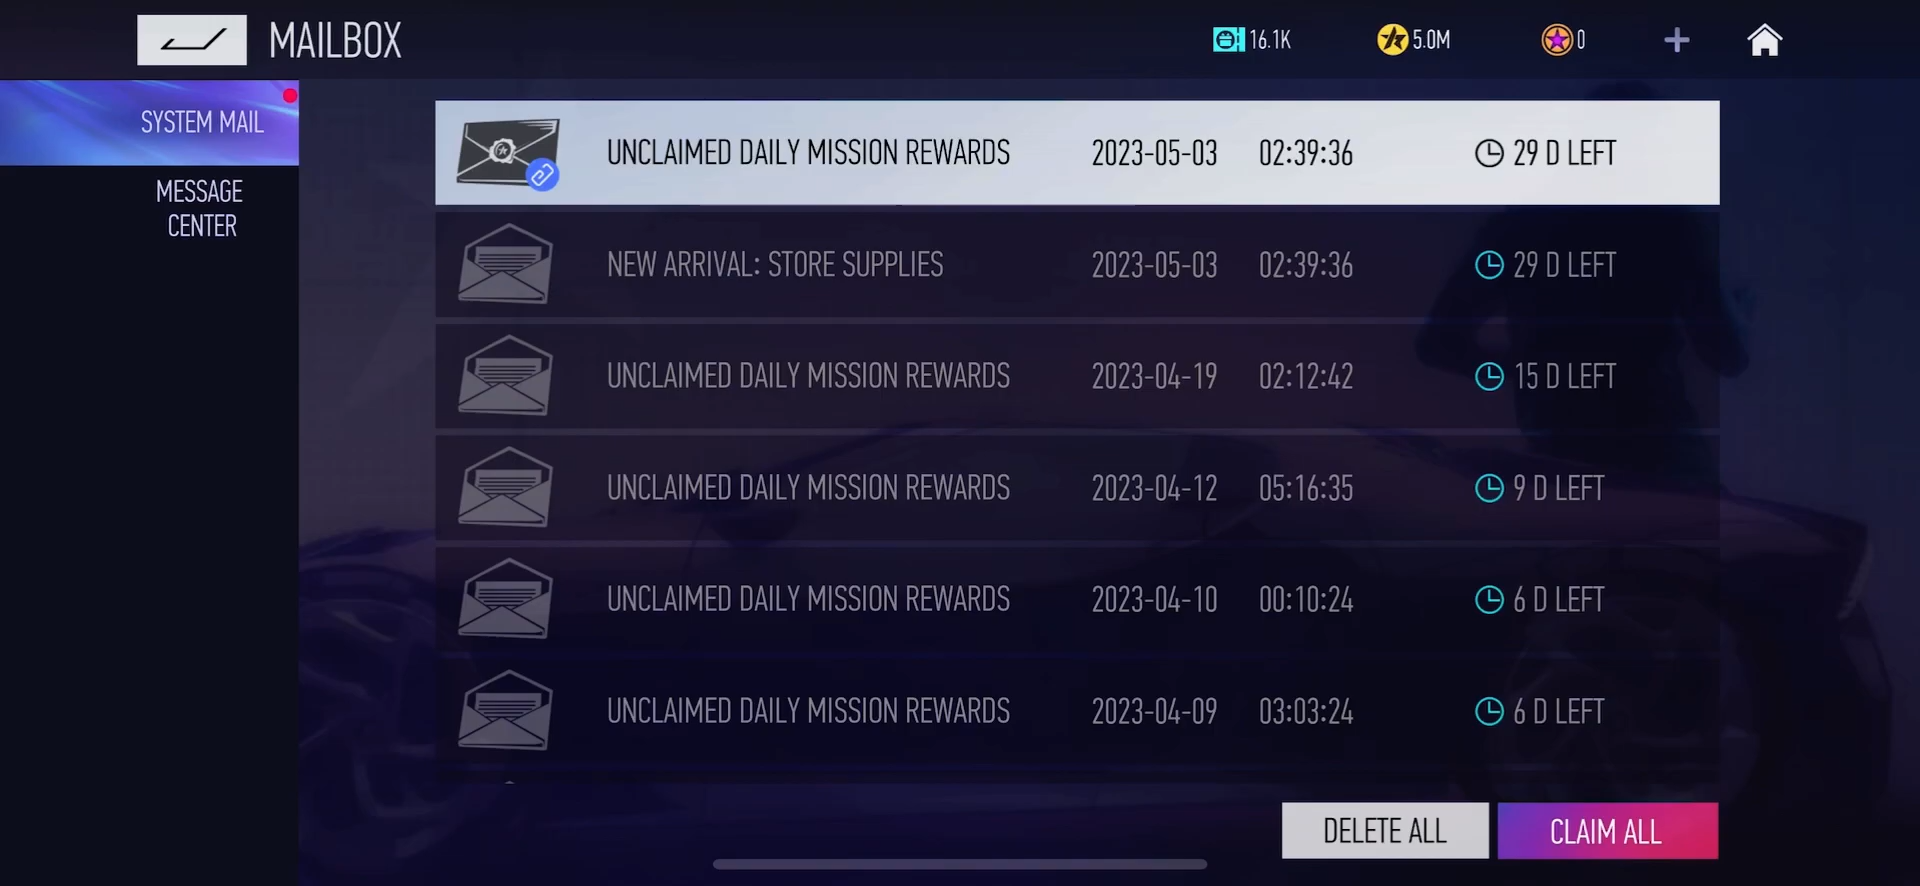 MAILBOX
16.1K
5.0M
0
SYSTEM MAIL
MESSAGE
CENTER
UNCLAIMED DAILY MISSION REWARDS 2023-05-03 02:39:36 29 D LEFT
NEW ARRIVAL: STORE SUPPLIES 2023-05-03 02:39:36 29 D LEFT
UNCLAIMED DAILY MISSION REWARDS 2023-04-19 02:12:42 15 D LEFT
UNCLAIMED DAILY MISSION REWARDS 2023-04-12 05:16:35 9 D LEFT
UNCLAIMED DAILY MISSION REWARDS 2023-04-10 00:10:24 6 D LEFT
UNCLAIMED DAILY MISSION REWARDS 2023-04-09 03:03:24 6 D LEFT
DELETE ALL
CLAIM ALL